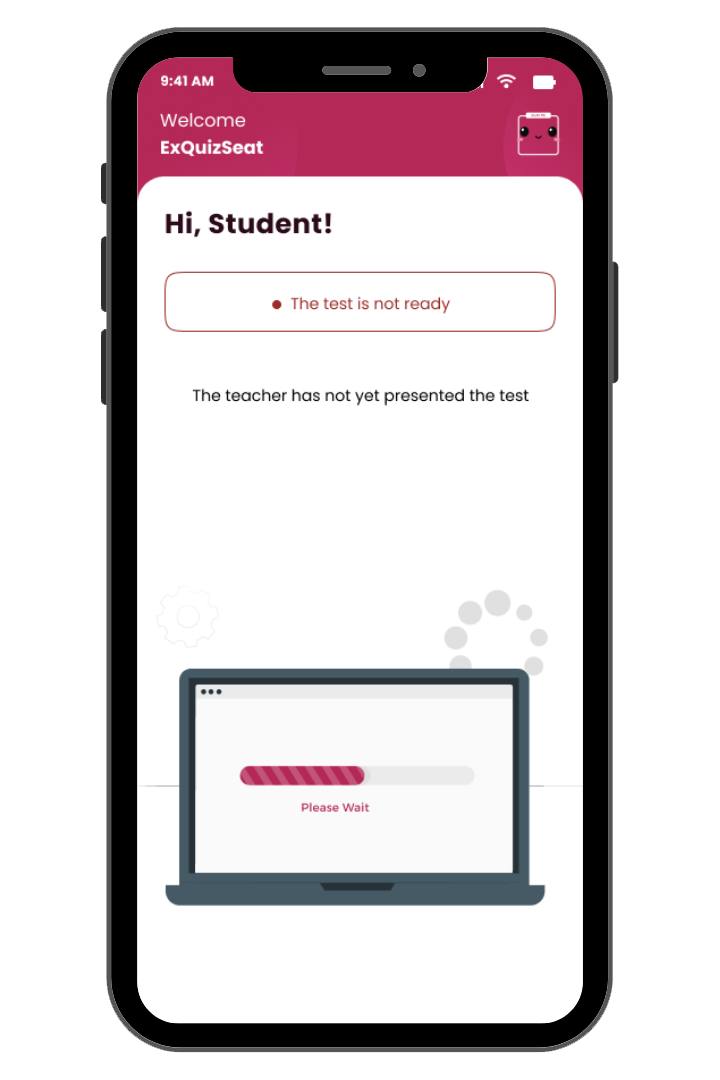 9:41 AM
Welcome
ExQuizSeat
Hi, Student!
The test is not ready
The teacher has not yet presented the test
Please Wait